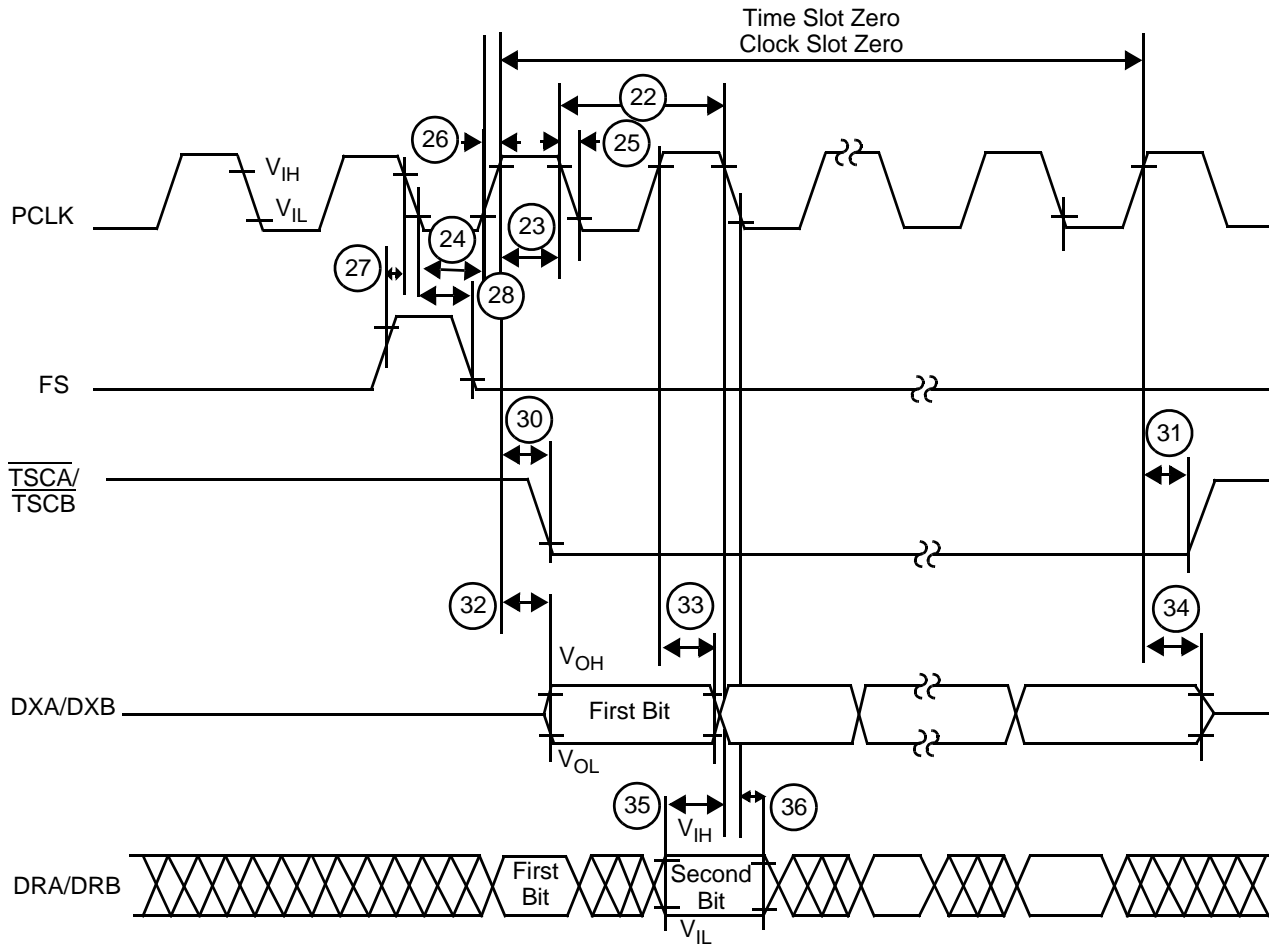 Time Slot Zero
Clock Slot Zero
22
26
25
VIH
VIL
PCLK
23
24
27
28
FS
30
31
TSCA/
TSCB
32
33
34
VOH
DXA/DXB
First Bit
VOL
35
36
VIH
DRA/DRB
First
Bit
Second
Bit
VIL